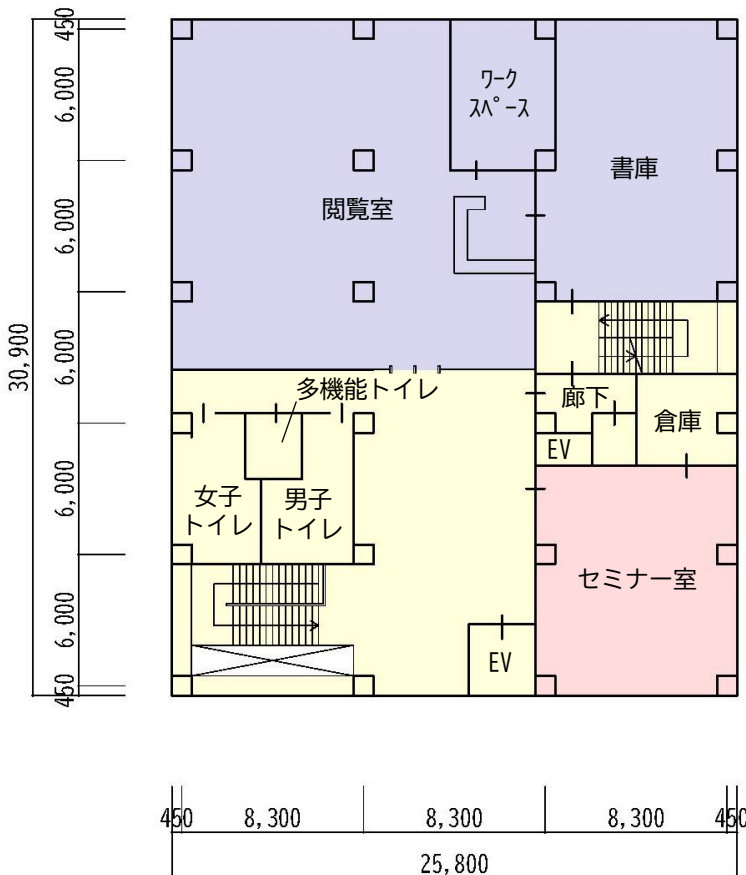 450
6,000
6,000
6,000
6,000
6,000
450
30,900
ﾜｰｸ
ｽﾍﾟｰｽ
書庫
閲覧室
多機能トイレ
廊下
倉庫
EV
女子
トイレ
男子
トイレ
セミナー室
EV
450
8,300
8,300
8,300
450
25,800